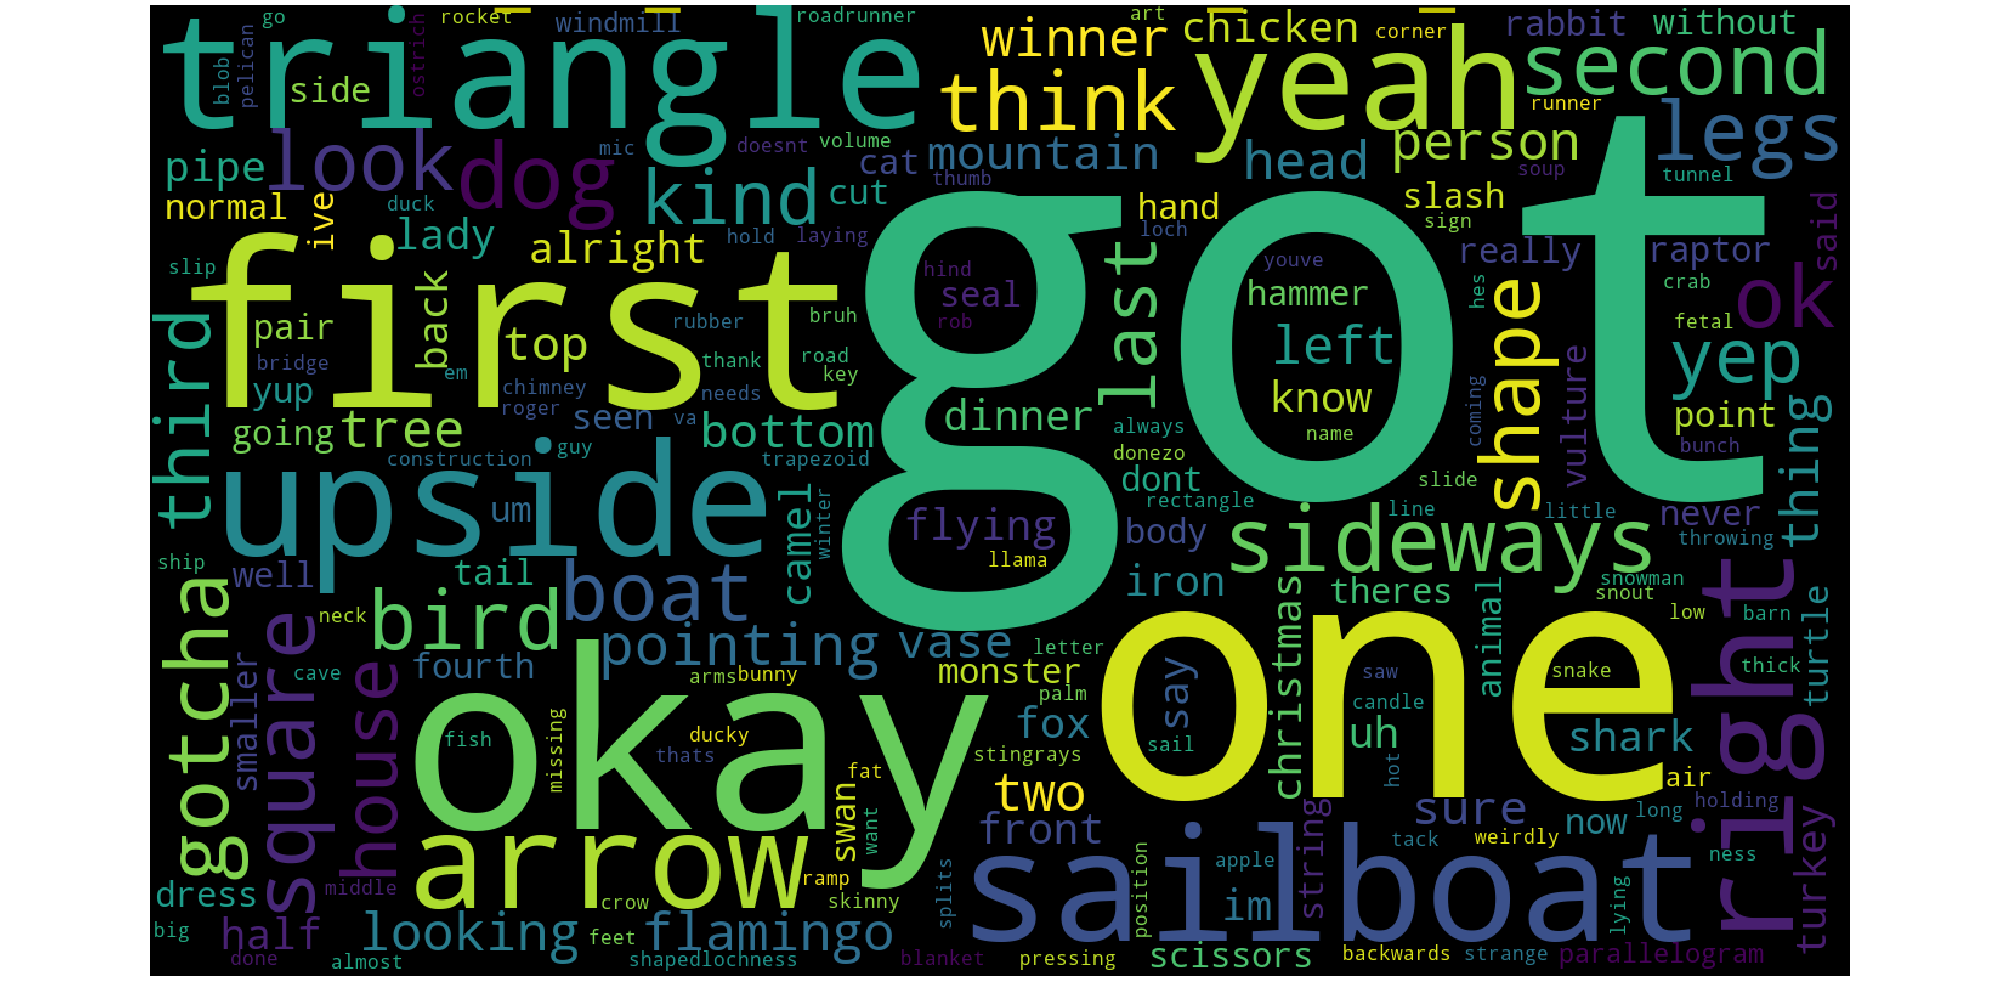 go
rocket
windmill
roadrunner
art
corner
rabbit
without
triangle
blob
pelican
ostrich
side
winner
chicken
yeah
second
think
runner
look
dog
mic
doesnt
volume
cat
mountain
head
person
legs
pipe
kind
cut
thumb
slash
soup
tunnel
normal
ive
duck
lady
hand
sign
said
alright
hold
laying
loch
really
raptor
slip
first
got
last
hind
youve
hes
crab
back
seal
hammer
shape
ok
third
pair
rubber
bruh
rob
fetal
top
left
yep
bridge
thank
road
em
key
vulture
yup
chimney
needs
know
roger
seen
va
dinner
coming
point
going
tree
bottom
always
name
thing
guy
donezo
bunch
construction
trapezoid
dont
slide
upside
camel
rectangle
um
winter
flying
body
sideways
line
little
never
throwing
ship
llama
well
tail
boat
iron
theres
christmas
animal
snowman
snout
right
gotcha
square
neck
bird
low
barn
turtle
pointing
vase
letter
smaller
house
cave
fourth
arms
bunny
monster
say
saw
snake
thick
okay
palm
one
candle
missing
fish
ducky
fox
uh
shark
thats
sail
stingrays
hot
fat
two
air
swan
want
string
sure
holding
long
arrow
front
now
turkey
tack
weirdly
sailboat
splits
position
apple
ness
dress
middle
ramp
skinny
im
lying
crow
half
looking
feet
flamingo
big
done
almost
shapedlochness
blanket
pressing
scissors
backwards
strange
parallelogram